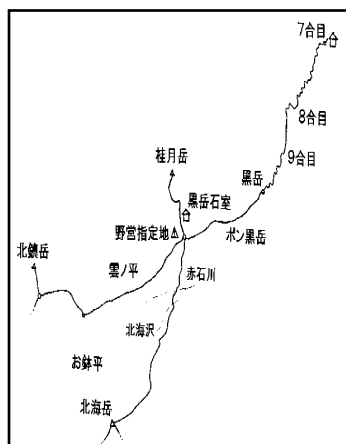 7合目
8合目
9合目
桂月岳
黒岳
黒岳石室
野営指定地
ポン黒岳
北鎮岳
雲ノ平
赤石川
北海沢
お鉢平
北海岳